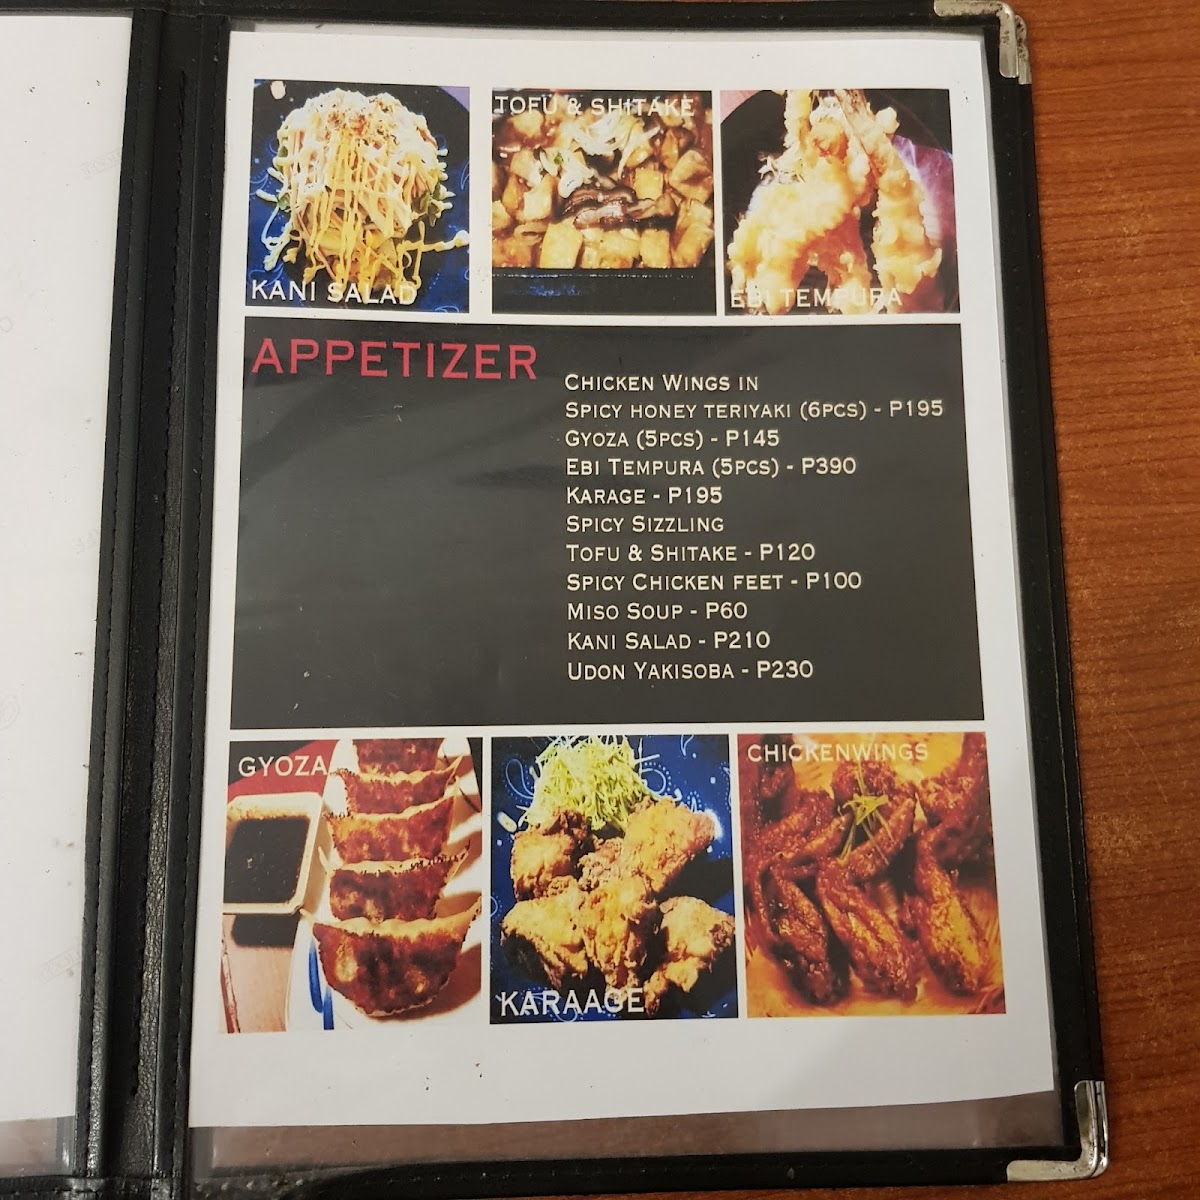 KANI SALAD
TOFU & SHITAKE
EBI TEMPURA
APPETIZER
CHICKEN WINGS IN
SPICY HONEY TERIYAKI (6PCS) - P195
GYOZA (5PCS) - P145
EBI TEMPURA (5PCS) - P390
KARAGE - P195
SPICY SIZZLING
TOFU & SHITAKE - P120
SPICY CHICKEN FEET - P100
MISO SOUP - P60
KANI SALAD - P210
UDON YAKISOBA - P230
GYOZA
KARAAGE
CHICKENWINGS